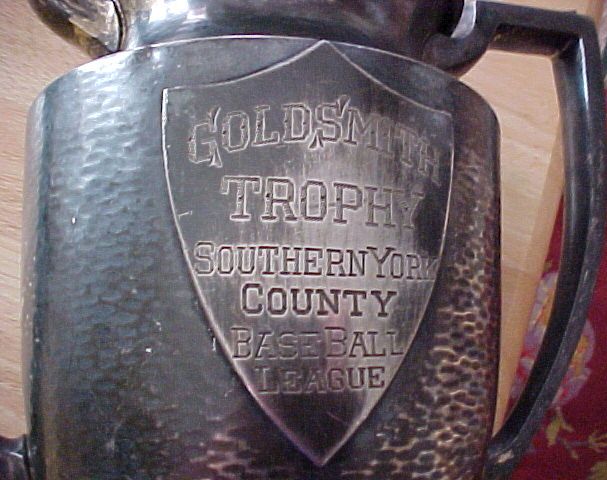 GOLDSMITH
TROPHY
SOUTHERN YORK
COUNTY
BASE BALL
LEAGUE